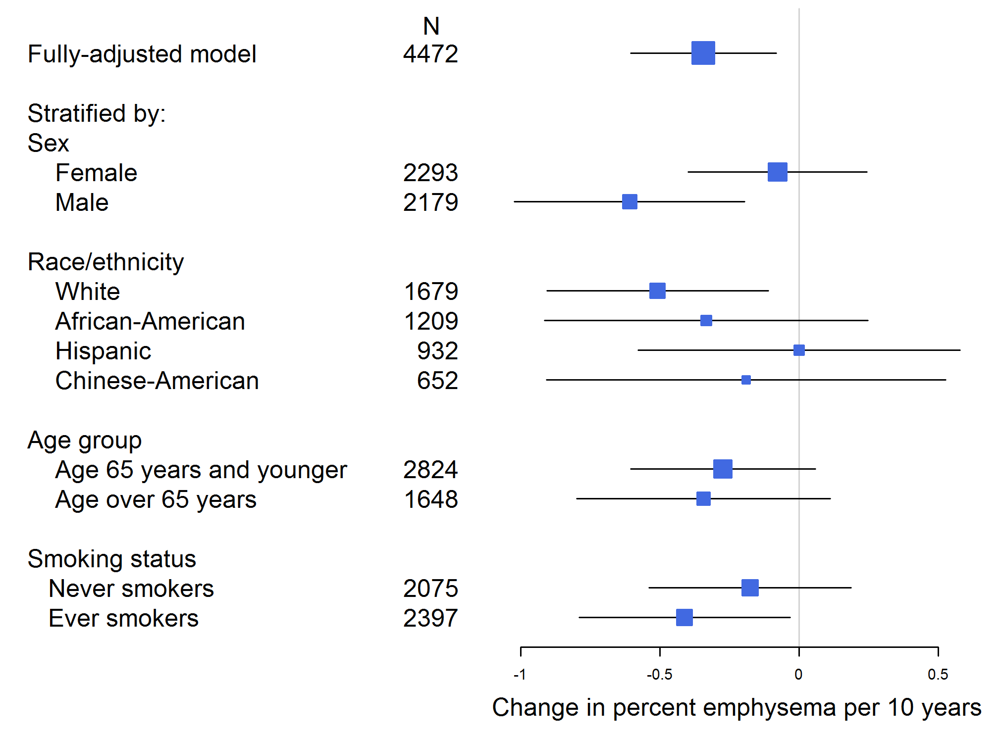 N
Fully-adjusted model 4472
Stratified by:
Sex
Female 2293
Male 2179
Race/ethnicity
White 1679
African-American 1209
Hispanic 932
Chinese-American 652
Age group
Age 65 years and younger 2824
Age over 65 years 1648
Smoking status
Never smokers 2075
Ever smokers 2397
-1 -0.5 0 0.5
Change in percent emphysema per 10 years